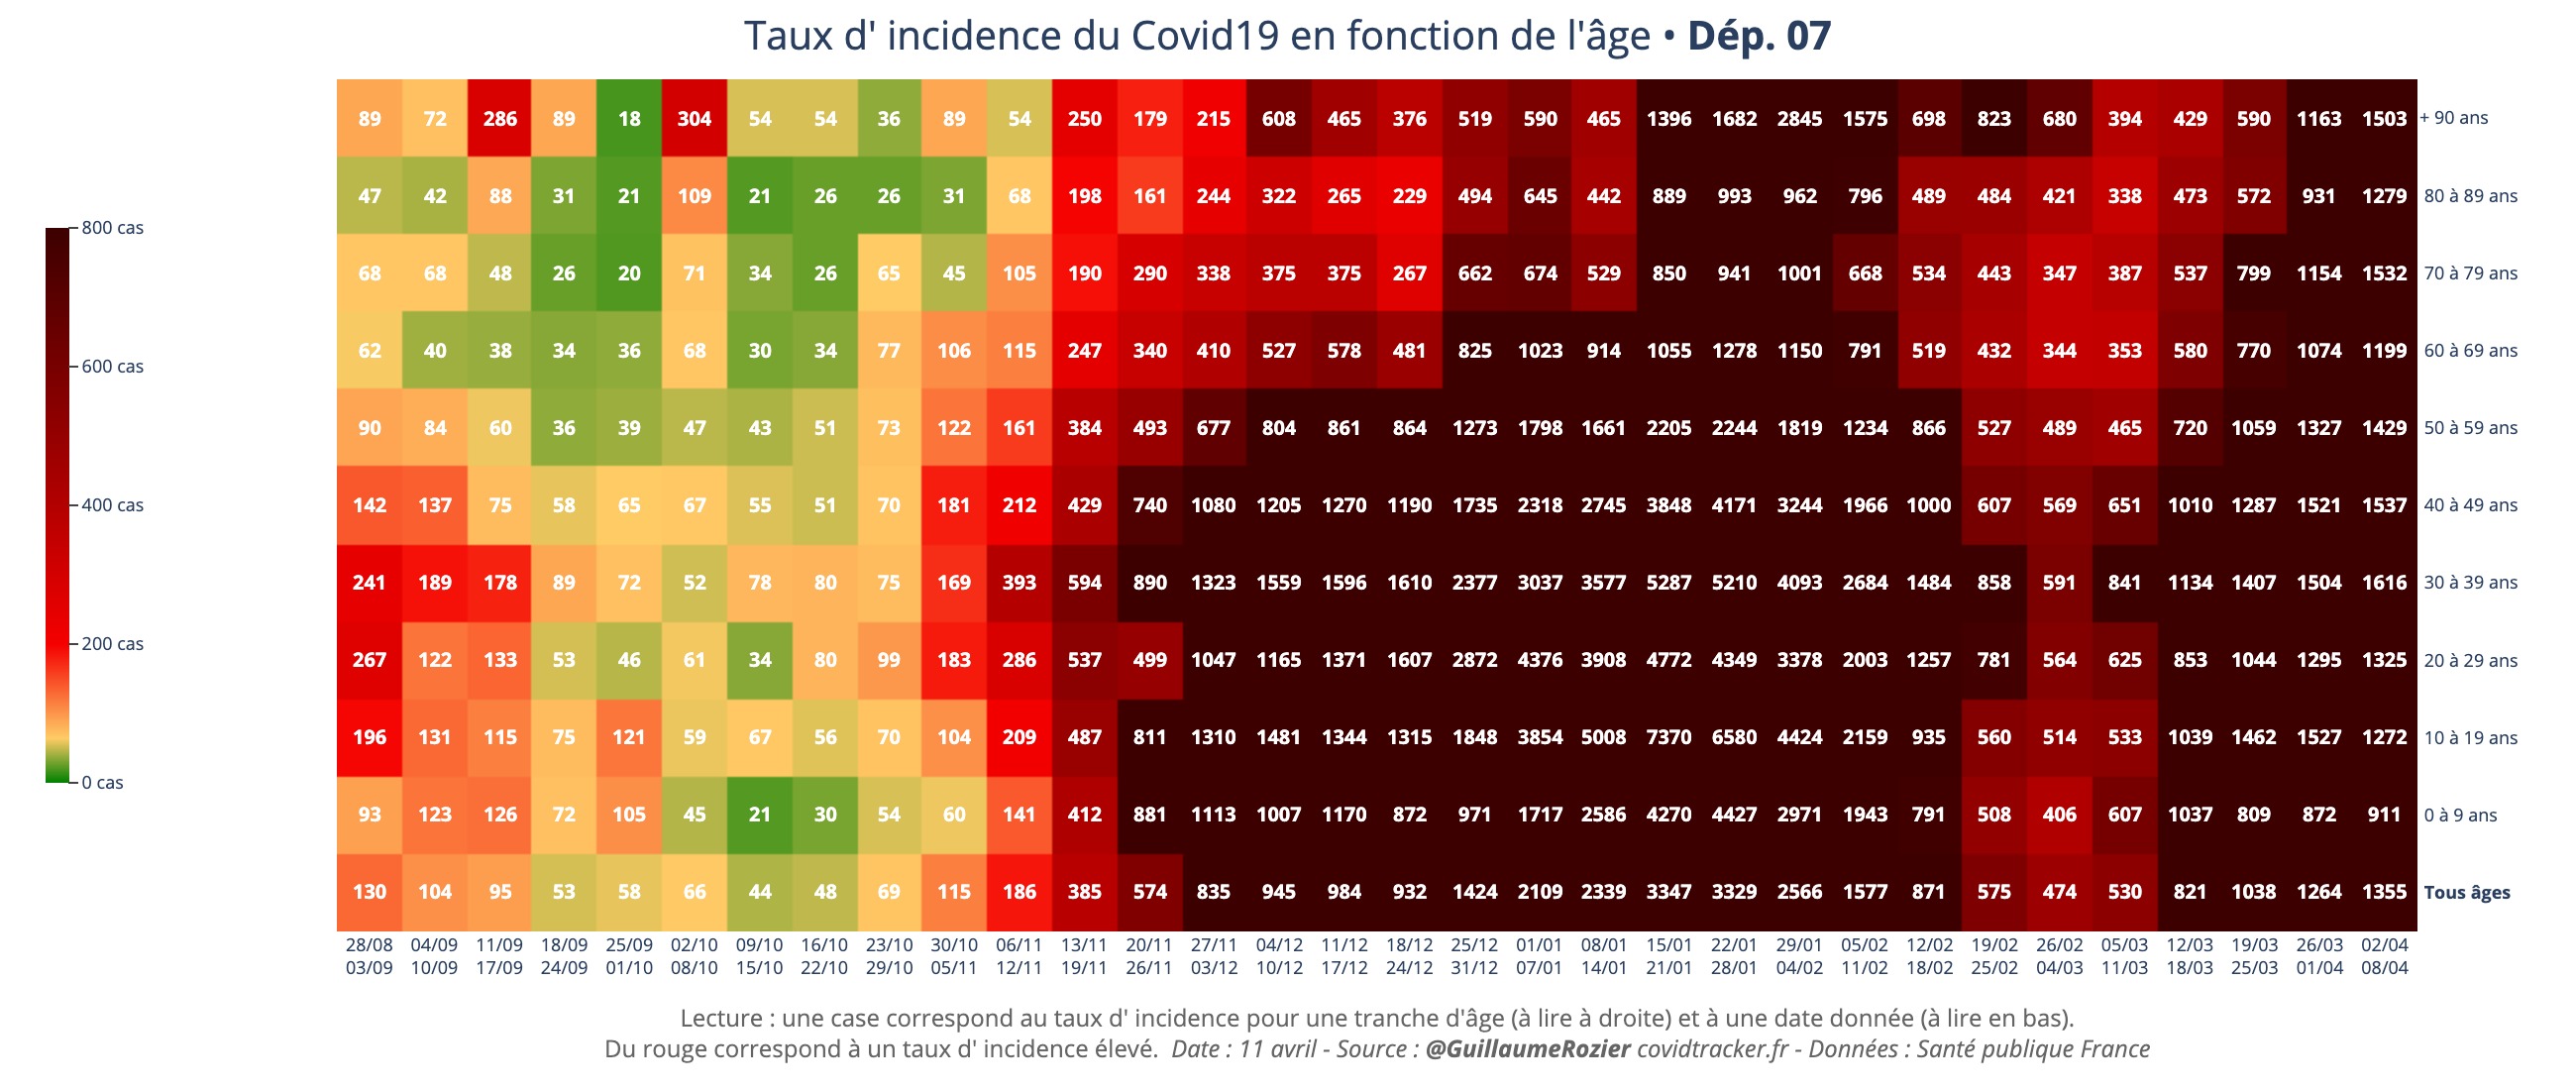 Taux d' incidence du Covid19 en fonction de l'âge • Dép. 07
800 cas
600 cas
400 cas
200 cas
0 cas
89 72 286 89 18 304 54 54 36 89 54 250 179 215 608 465 376 519 590 465 1396 1682 2845 1575 698 823 680 394 429 590 1163 1503 + 90 ans
47 42 88 31 21 109 21 26 26 31 68 198 161 244 322 265 229 494 645 442 889 993 962 796 489 484 421 338 473 572 931 1279 80 à 89 ans
68 68 48 26 20 71 34 26 65 45 105 190 290 338 375 375 267 662 674 529 850 941 1001 668 534 443 347 387 537 799 1154 1532 70 à 79 ans
62 40 38 34 36 68 30 34 77 106 115 247 340 410 527 578 481 825 1023 914 1055 1278 1150 791 519 432 344 353 580 770 1074 1199 60 à 69 ans
90 84 60 36 39 47 43 51 73 122 161 384 493 677 804 861 864 1273 1798 1661 2205 2244 1819 1234 866 527 489 465 720 1059 1327 1429 50 à 59 ans
142 137 75 58 65 67 55 51 70 181 212 429 740 1080 1205 1270 1190 1735 2318 2745 3848 4171 3244 1966 1000 607 569 651 1010 1287 1521 1537 40 à 49 ans
241 189 178 89 72 52 78 80 75 169 393 594 890 1323 1559 1596 1610 2377 3037 3577 5287 5210 4093 2684 1484 858 591 841 1134 1407 1504 1616 30 à 39 ans
267 122 133 53 46 61 34 80 99 183 286 537 499 1047 1165 1371 1607 2872 4376 3908 4772 4349 3378 2003 1257 781 564 625 853 1044 1295 1325 20 à 29 ans
196 131 115 75 121 59 67 56 70 104 209 487 811 1310 1481 1344 1315 1848 3854 5008 7370 6580 4424 2159 935 560 514 533 1039 1462 1527 1272 10 à 19 ans
93 123 126 72 105 45 21 30 54 60 141 412 881 1113 1007 1170 872 971 1717 2586 4270 4427 2971 1943 791 508 406 607 1037 809 872 911 0 à 9 ans
130 104 95 53 58 66 44 48 69 115 186 385 574 835 945 984 932 1424 2109 2339 3347 3329 2566 1577 871 575 474 530 821 1038 1264 1355 Tous âges
28/08 04/09 11/09 18/09 25/09 02/10 09/10 16/10 23/10 30/10 06/11 13/11 20/11 27/11 04/12 11/12 18/12 25/12 01/01 08/01 15/01 22/01 29/01 05/02 12/02 19/02 26/02 05/03 12/03 19/03 26/03 02/04
03/09 10/09 17/09 24/09 01/10 08/10 15/10 22/10 29/10 05/11 12/11 19/11 26/11 03/12 10/12 17/12 24/12 31/12 07/01 14/01 21/01 28/01 04/02 11/02 18/02 25/02 04/03 11/03 18/03 25/03 01/04 08/04
Lecture : une case correspond au taux d' incidence pour une tranche d'âge (à lire à droite) et à une date donnée (à lire en bas).
Du rouge correspond à un taux d' incidence élevé. Date : 11 avril - Source : @GuillaumeRozier covidtracker.fr - Données : Santé publique France